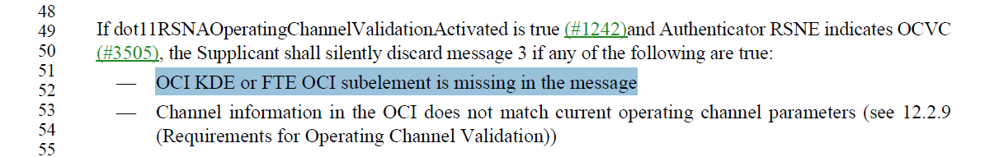 48
49 If dot11RSNAOperatingChannelValidationActivated is true (#1242)and Authenticator RSNE indicates OCVC
50 (#3505), the Supplicant shall silently discard message 3 if any of the following are true:
51
52 — OCI KDE or FTE OCI subelement is missing in the message
53 — Channel information in the OCI does not match current operating channel parameters (see 12.2.9
54 (Requirements for Operating Channel Validation))
55